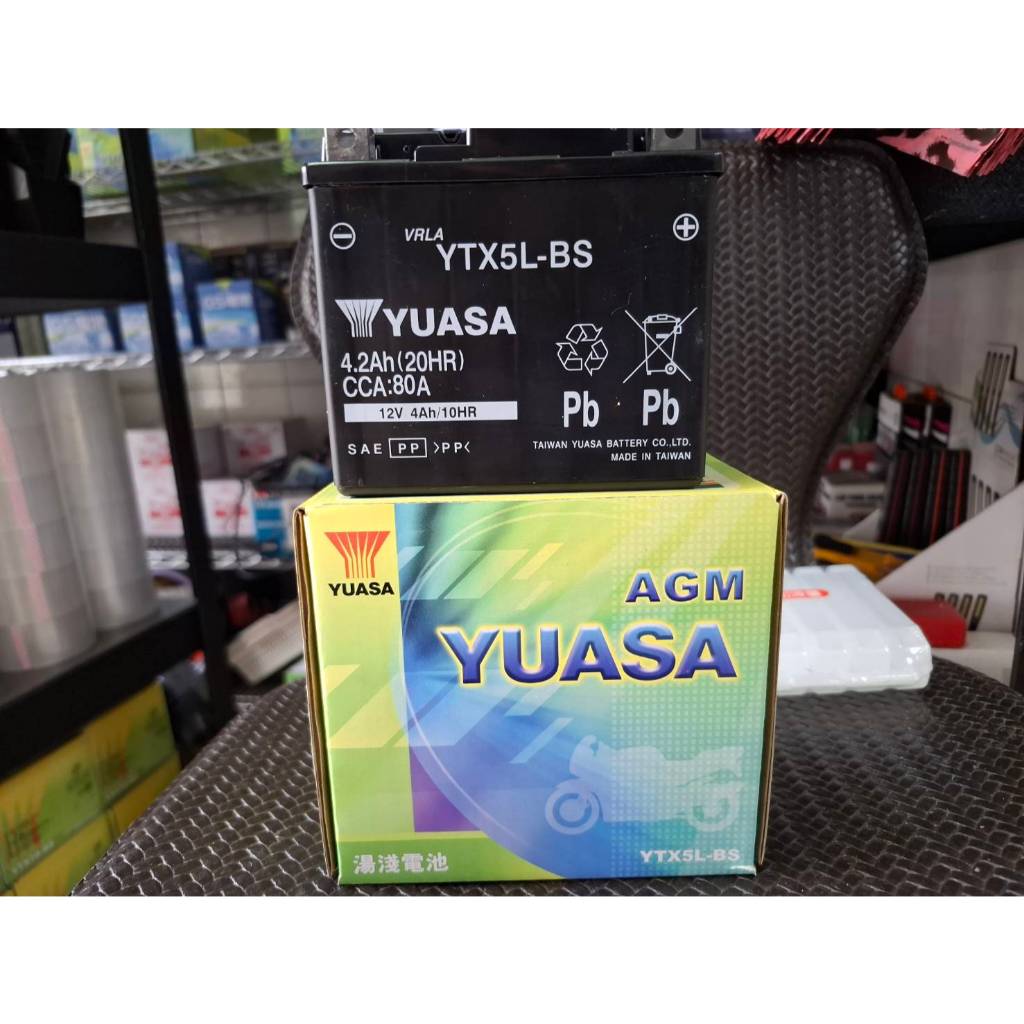 VRLA
YTX5L-BS
YUASA
4.2Ah(20HR)
CCA:80A
12V 4Ah/10HR
SAE PP >PP<
Pb Pb
TAIWAN YUASA BATTERY CO.,LTD.
MADE IN TAIWAN
YUASA
AGM
YUASA
湯淺電池
YTX5L-BS